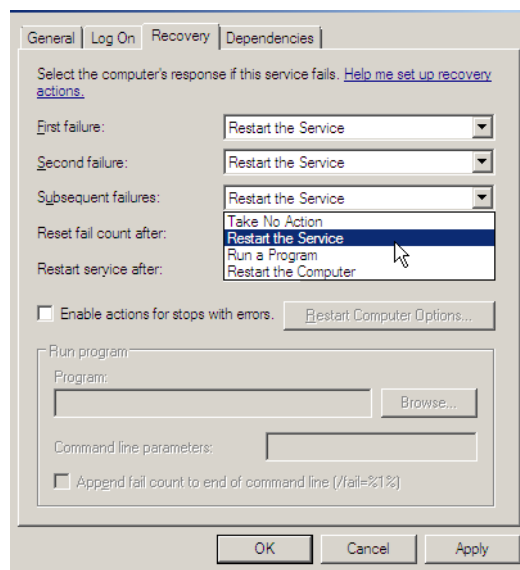 General Log On Recovery Dependencies
Select the computer's response if this service fails. Help me set up recovery
actions.
First failure: Restart the Service
Second failure: Restart the Service
Subsequent failures: Restart the Service
Take No Action
Reset fail count after: Restart the Service
Run a Program
Restart service after: Restart the Computer
Enable actions for stops with errors. Restart Computer Options...
Run program
Program:
Browse...
Command line parameters:
Append fail count to end of command line (/fail=%1%)
OK Cancel Apply